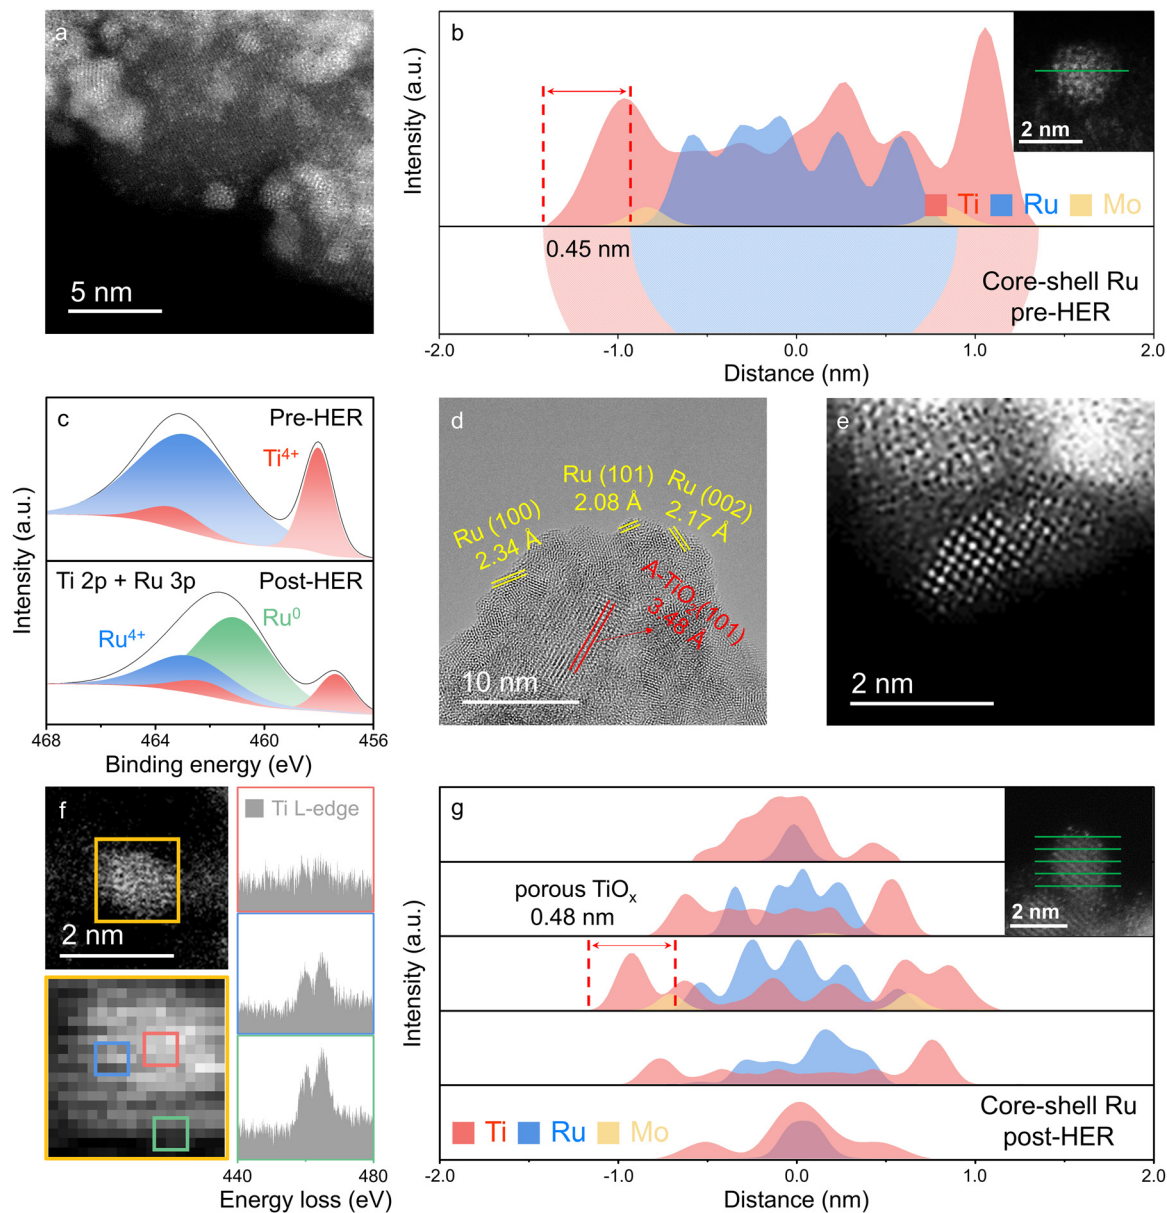 a
5 nm
b
Intensity (a.u.)
2 nm
Ti Ru Mo
0.45 nm
Core-shell Ru
pre-HER
-2.0 -1.0 0.0 1.0 2.0
Distance (nm)
c
Pre-HER
Ti⁴⁺
Intensity (a.u.)
Ti 2p + Ru 3p
Post-HER
Ru⁰
Ru⁴⁺
468 464 460 456
Binding energy (eV)
d
Ru (100)
2.34 Å
Ru (101)
2.08 Å
Ru (002)
2.17 Å
A-TiO₂(101)
3.48 Å
10 nm
e
2 nm
f
2 nm
Ti L-edge
440 480
Energy loss (eV)
g
Intensity (a.u.)
porous TiOₓ
0.48 nm
2 nm
Ti Ru Mo
Core-shell Ru
post-HER
-2.0 -1.0 0.0 1.0 2.0
Distance (nm)